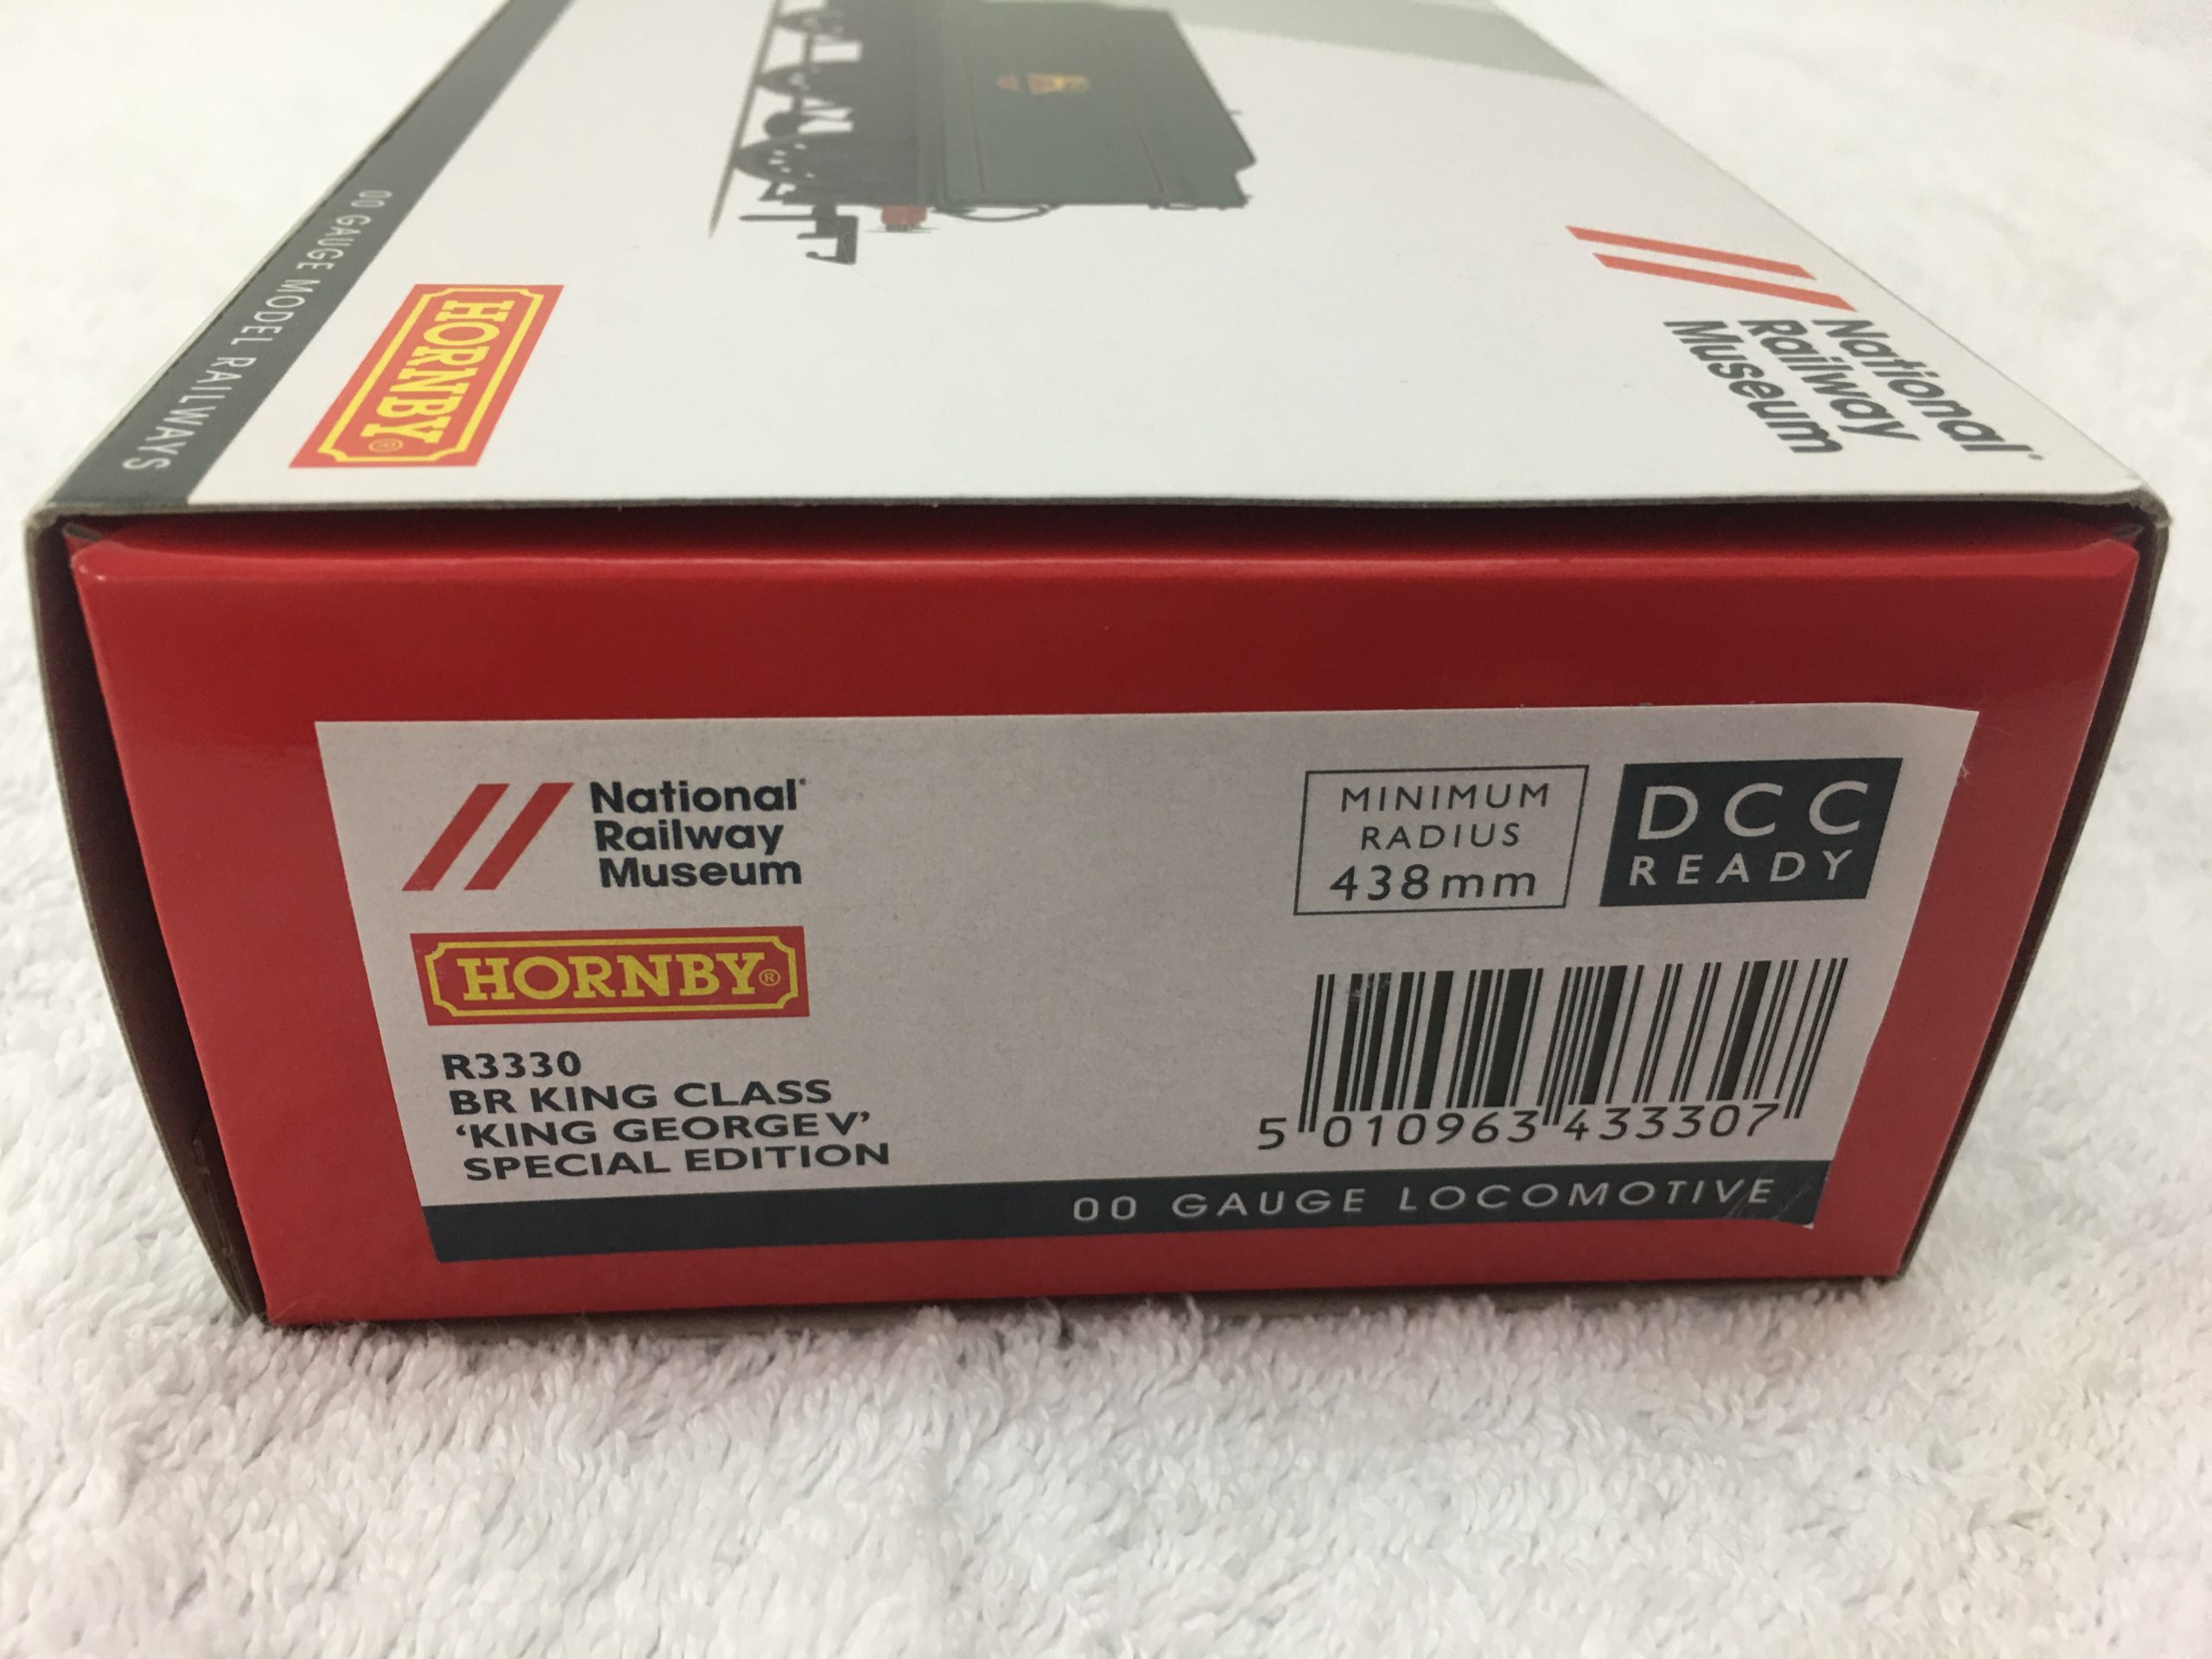 00 GAUGE MODEL RAILWAYS
HORNBY®
National
Railway
Museum
National
Railway
Museum
HORNBY®
R3330
BR KING CLASS
‘KING GEORGE V’
SPECIAL EDITION
MINIMUM
RADIUS
438mm
DCC
READY
5 010963 433307
00 GAUGE LOCOMOTIVE